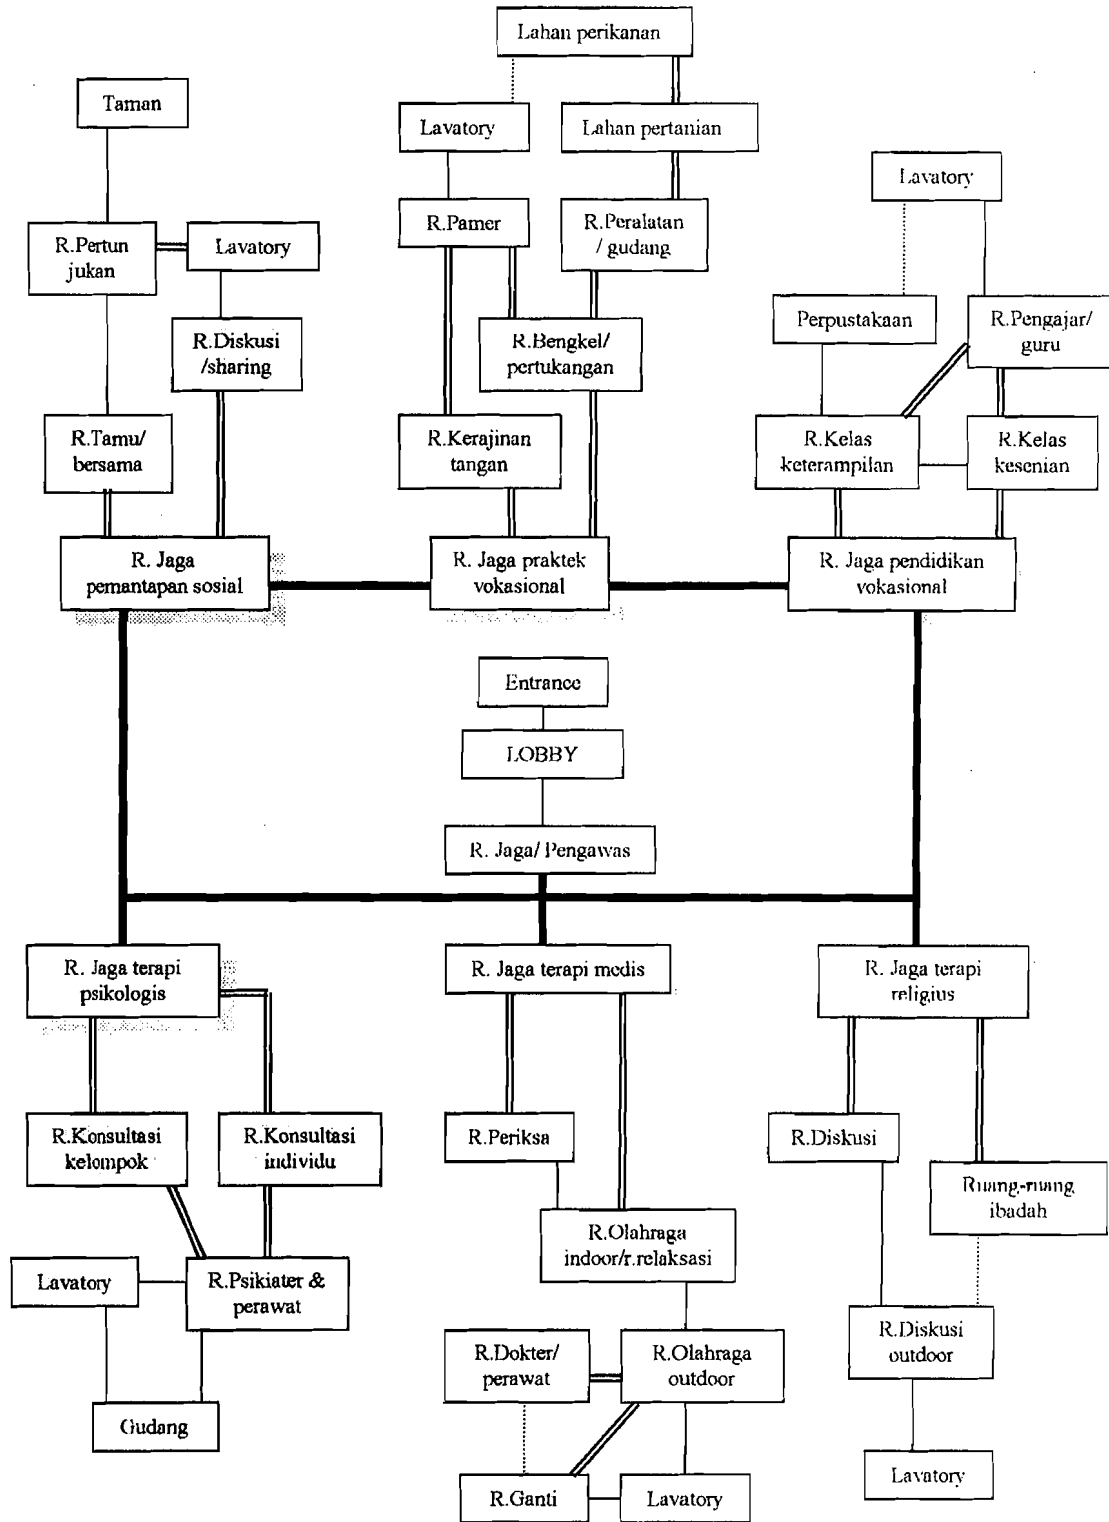 Lahan perikanan
Taman
Lavatory
Lahan pertanian
Lavatory
R.Pertun
jukan
Lavatory
R.Pamer
R.Peralatan
/ gudang
R.Diskusi
/sharing
R.Bengkel/
pertukangan
Perpustakaan
R.Pengajar/
guru
R.Tamu/
bersama
R.Kerajinan
tangan
R.Kelas
keterampilan
R.Kelas
kesenian
R. Jaga
pemantapan sosial
R. Jaga praktek
vokasional
R. Jaga pendidikan
vokasional
Entrance
LOBBY
R. Jaga/ Pengawas
R. Jaga terapi
psikologis
R. Jaga terapi medis
R. Jaga terapi
religius
R.Konsultasi
kelompok
R.Konsultasi
individu
R.Periksa
R.Diskusi
Ruang-ruang
ibadah
R.Olahraga
indoor/r.relaksasi
Lavatory
R.Psikiater &
perawat
R.Dokter/
perawat
R.Olahraga
outdoor
R.Diskusi
outdoor
Gudang
R.Ganti
Lavatory
Lavatory